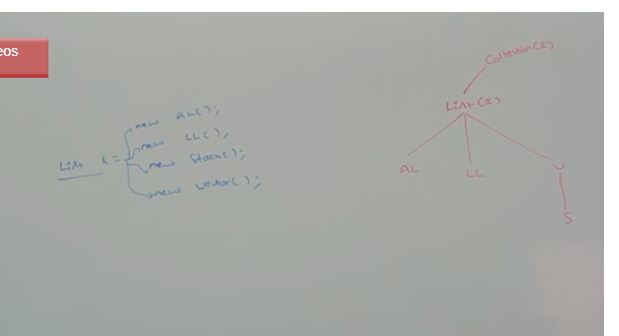 eos
new AL();
new LL();
List l = new Stack();
new Vector();
Collection(I)
List(I)
AL LL V
S